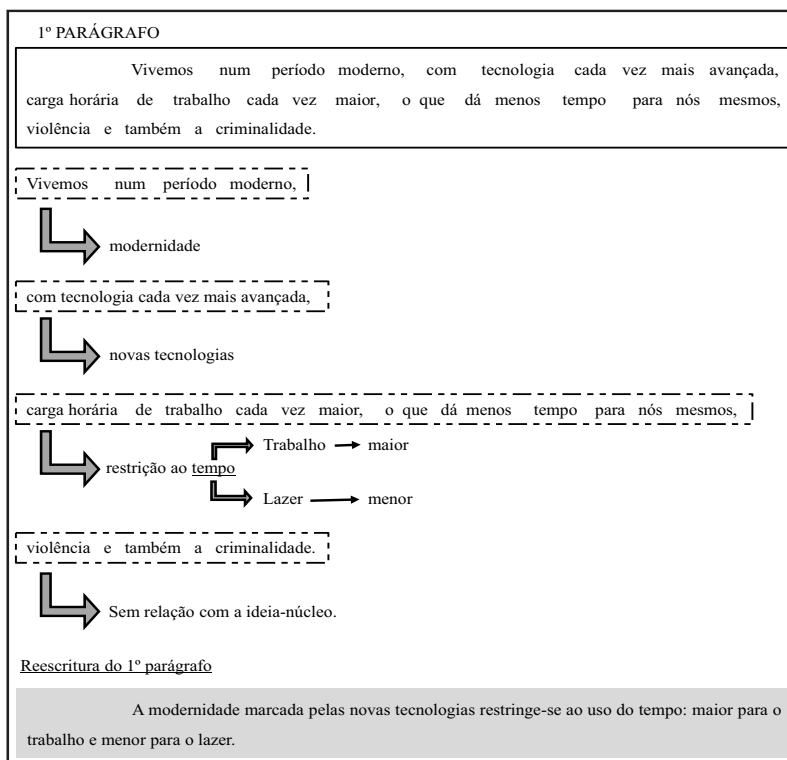 1º PARÁGRAFO
Vivemos num período moderno, com tecnologia cada vez mais avançada,
carga horária de trabalho cada vez maior, o que dá menos tempo para nós mesmos,
violência e também a criminalidade.
Vivemos num período moderno,
modernidade
com tecnologia cada vez mais avançada,
novas tecnologias
carga horária de trabalho cada vez maior, o que dá menos tempo para nós mesmos,
Trabalho maior
restrição ao tempo
Lazer menor
violência e também a criminalidade.
Sem relação com a ideia-núcleo.
Reescritura do 1º parágrafo
A modernidade marcada pelas novas tecnologias restringe-se ao uso do tempo: maior para o
trabalho e menor para o lazer.